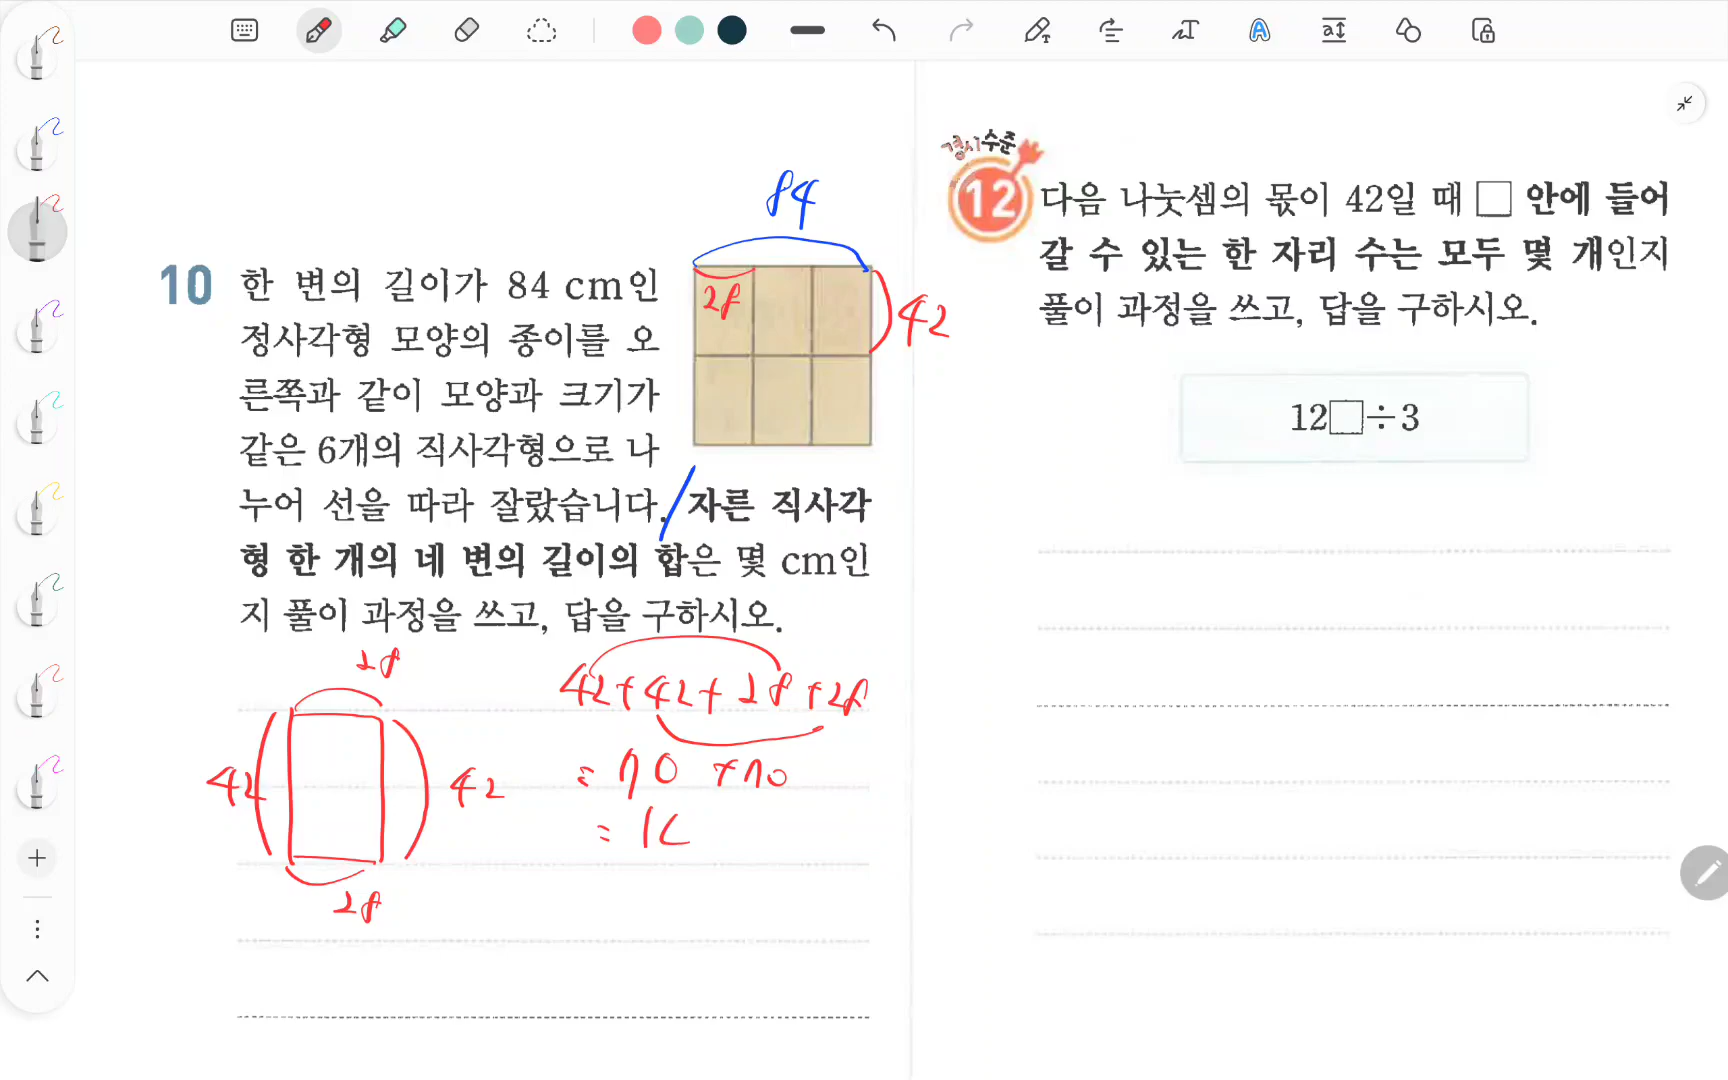 10 한 변의 길이가 84 cm인
정사각형 모양의 종이를 오
른쪽과 같이 모양과 크기가
같은 6개의 직사각형으로 나
누어 선을 따라 잘랐습니다. 자른 직사각
형 한 개의 네 변의 길이의 합은 몇 cm인
지 풀이 과정을 쓰고, 답을 구하시오.
84
28
42
28
42
42
28
42+42+28+28
=70 +70
=1
경시수준
12 다음 나눗셈의 몫이 42일 때 □ 안에 들어
갈 수 있는 한 자리 수는 모두 몇 개인지
풀이 과정을 쓰고, 답을 구하시오.
12□÷3